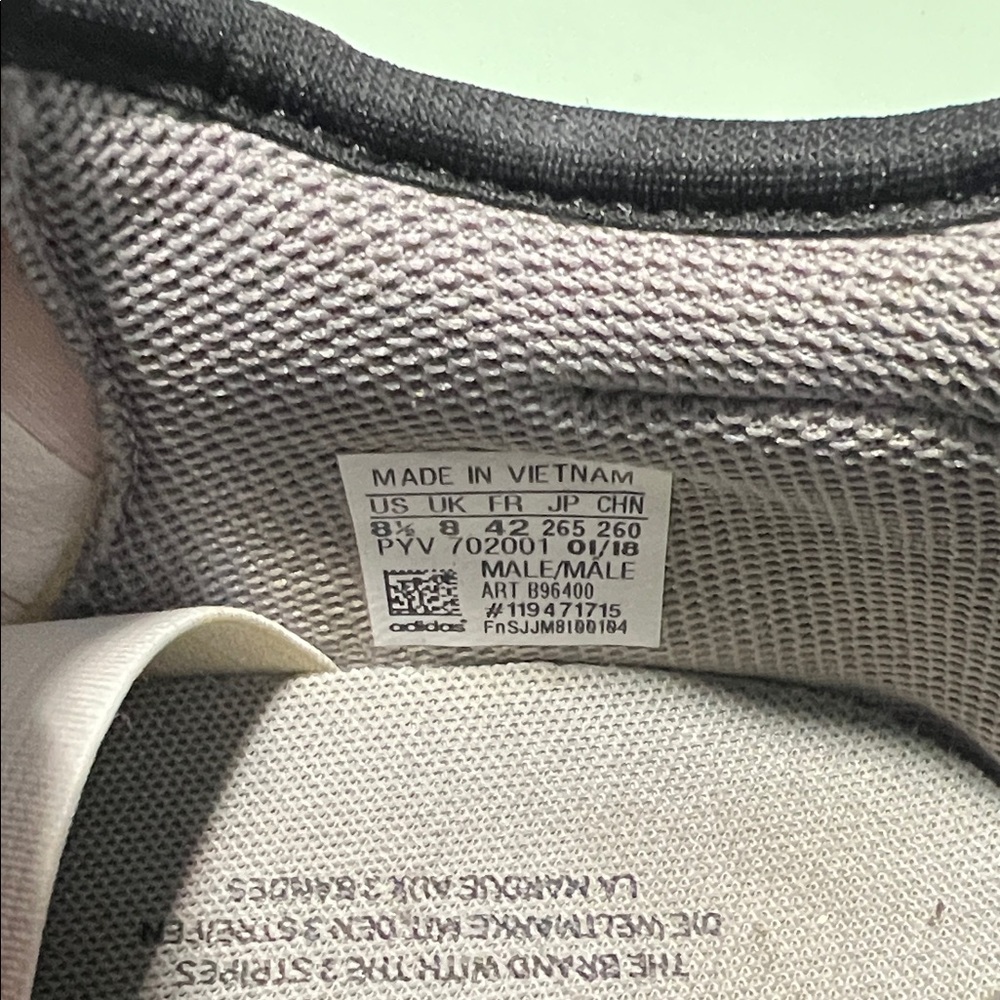 MADE IN VIETNAM
US UK FR JP CHN
8½ 8 42 265 260
PYV 702001 01/18
MALE/MÂLE
ART B96400
#119471715
adidas FnSJJM8I00104
LA MARQUE AUX 3 BANDES
DIE WELTMARKE MIT DEN 3 STREIFEN
THE BRAND WITH THE 3 STRIPES